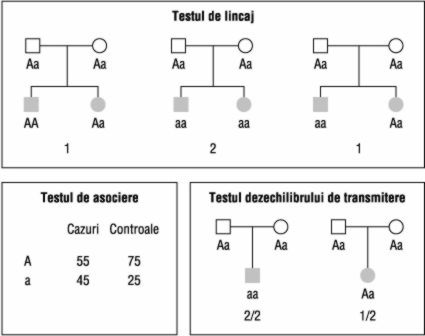 Testul de lincaj
Aa Aa Aa Aa Aa Aa
AA Aa aa aa aa Aa
1 2 1
Testul de asociere
Cazuri Controale
A 55 75
a 45 25
Testul dezechilibrului de transmitere
Aa Aa Aa Aa
aa Aa
2/2 1/2